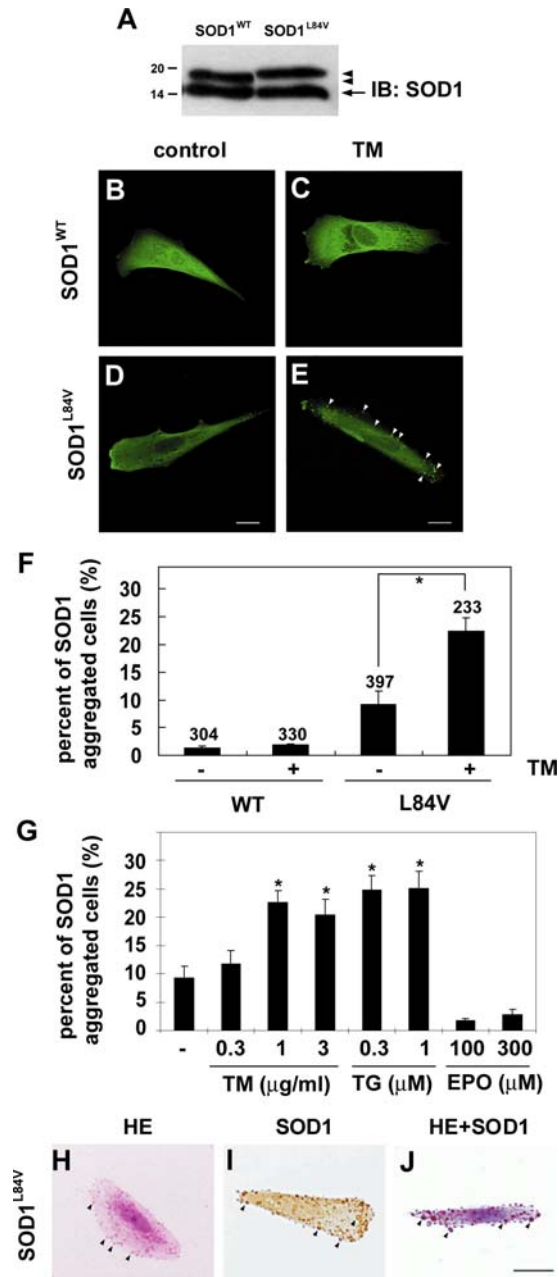 A
SOD1WT SOD1L84V
20
14
IB: SOD1
control TM
B C
SOD1WT
D E
SOD1L84V
F
percent of SOD1
aggregated cells (%)
30
25
20
15
10
5
0
304 330 397 * 233
- + - + TM
WT L84V
G
percent of SOD1
aggregated cells (%)
30
25
20
15
10
5
0
* * * *
- 0.3 1 3 0.3 1 100 300
TM (μg/ml) TG (μM) EPO (μM)
HE SOD1 HE+SOD1
H I J
SOD1L84V